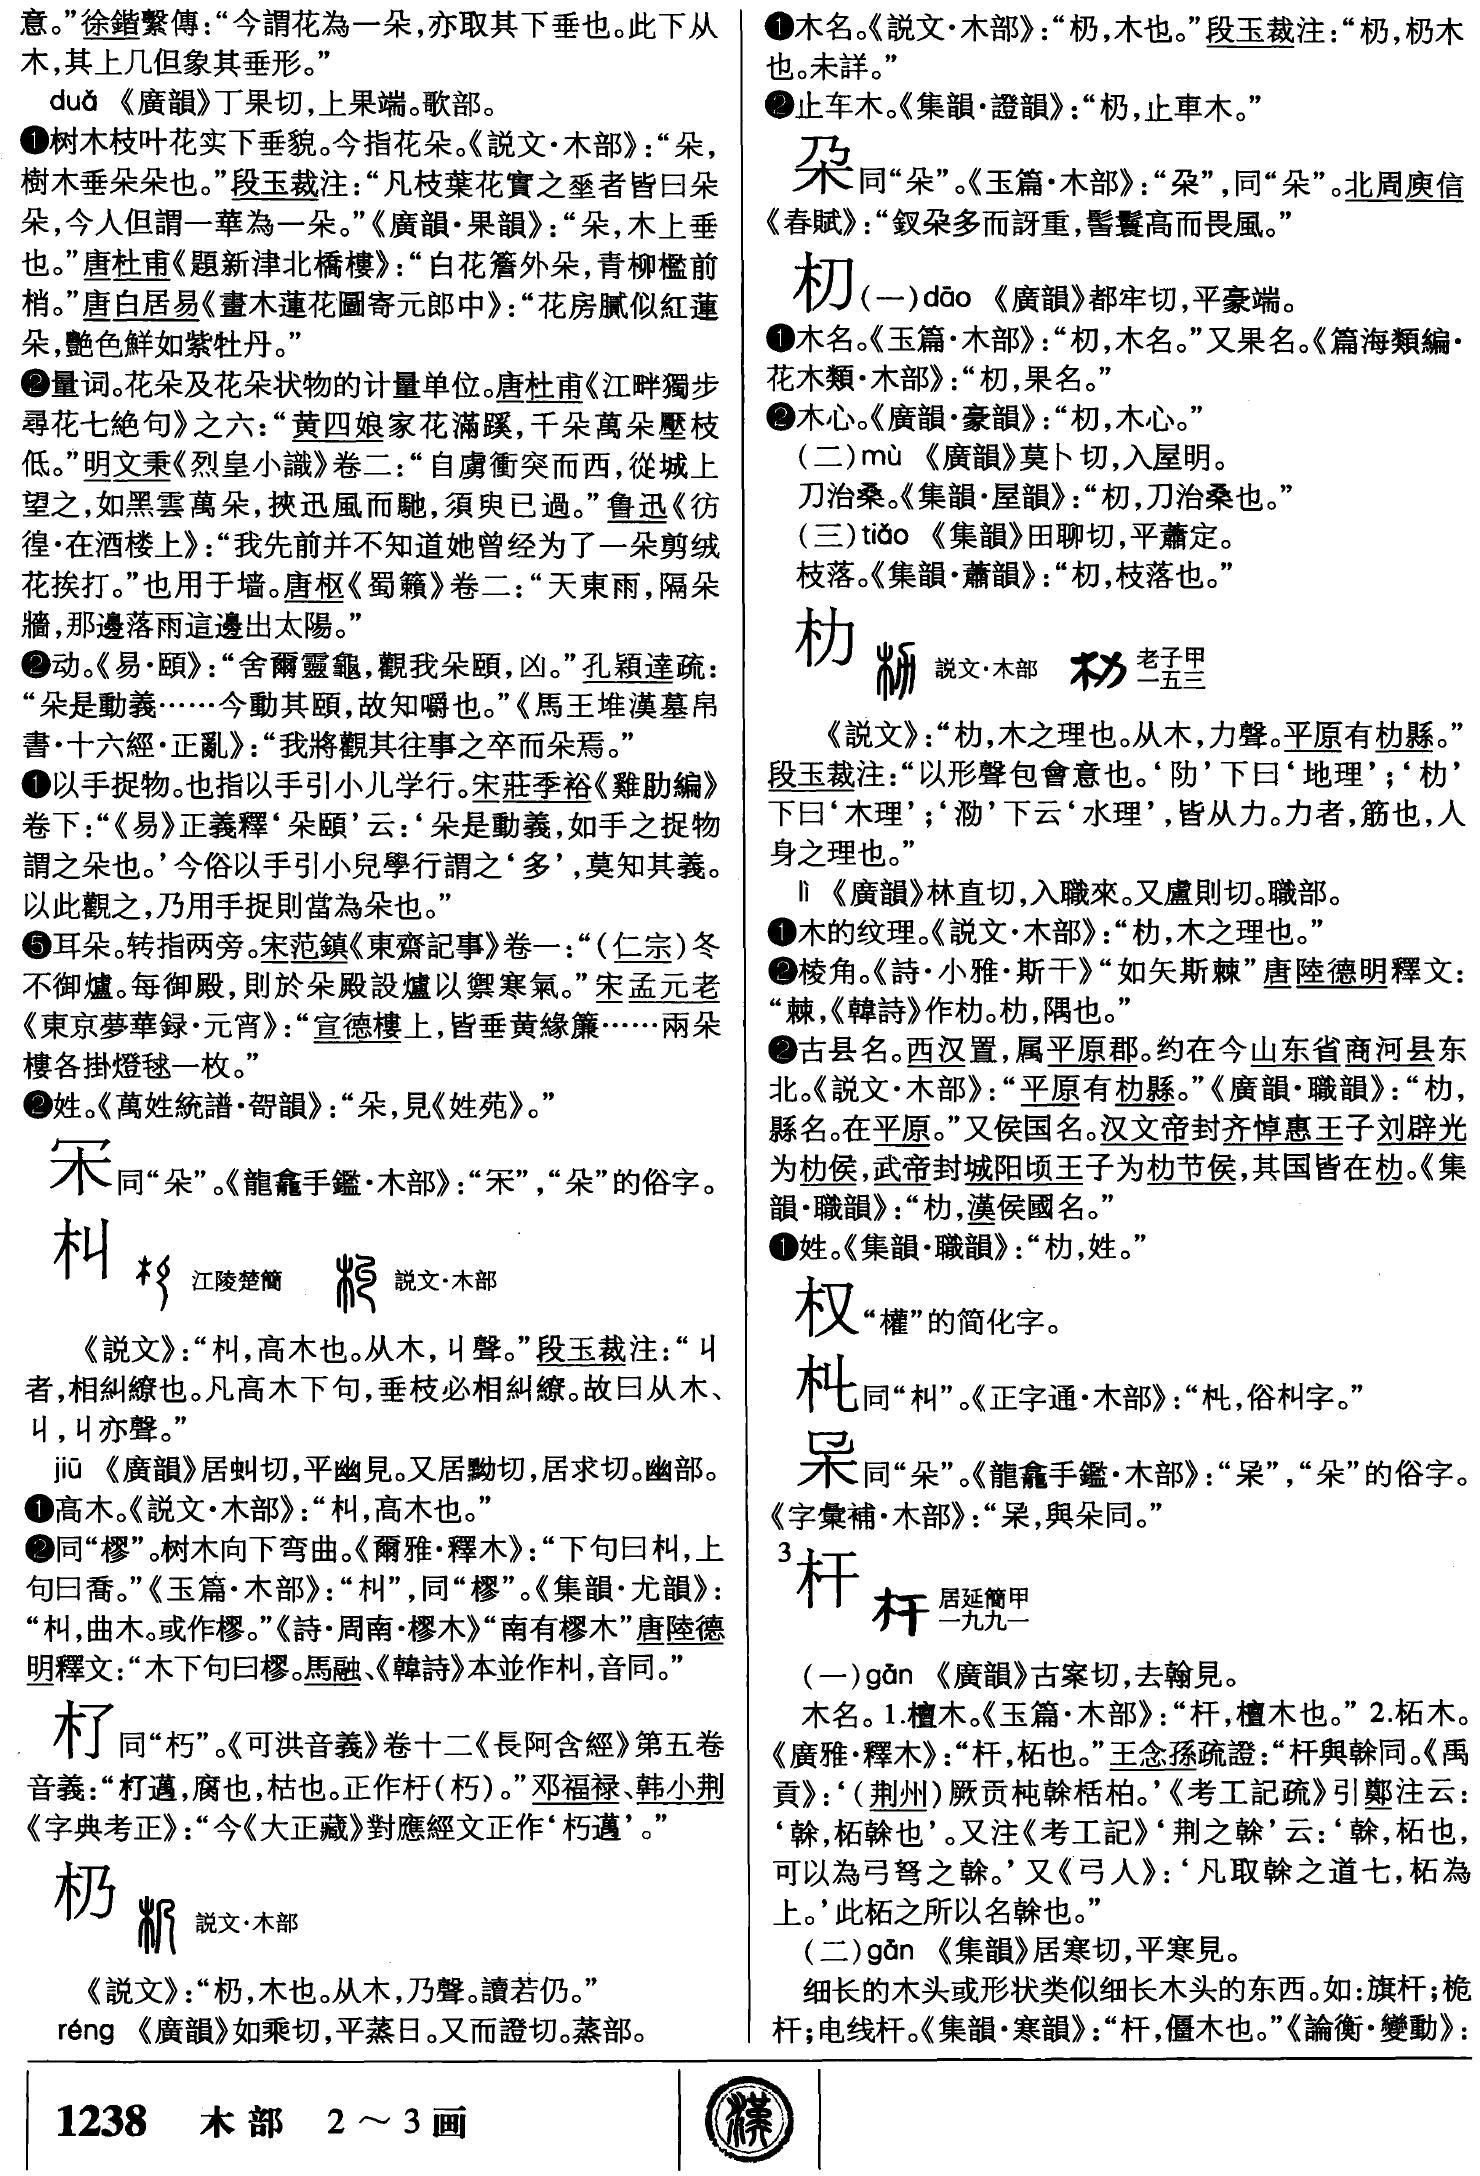 意。”徐鍇繫傳：“今謂花為一朵，亦取其下垂也。此下从
木，其上几但象其垂形。”
duǎ 《廣韻》丁果切，上果端。歌部。
❶树木枝叶花实下垂貌。今指花朵。《説文·木部》：“朵，
樹木垂朵朵也。”段玉裁注：“凡枝葉花實之垂者皆曰朵
朵，今人但謂一華為一朵。”《廣韻·果韻》：“朵，木上垂
也。”唐杜甫《題新津北橋樓》：“白花簷外朵，青柳檻前
梢。”唐白居易《畫木蓮花圖寄元郎中》：“花房膩似紅蓮
朵，艷色鮮如紫牡丹。”
❷量词。花朵及花朵状物的计量单位。唐杜甫《江畔獨步
尋花七絶句》之六：“黄四娘家花滿蹊，千朵萬朵壓枝
低。”明文秉《烈皇小識》卷二：“自虜衝突而西，從城上
望之，如黑雲萬朵，挾迅風而馳，須臾已過。”鲁迅《彷
徨·在酒楼上》：“我先前并不知道她曾经为了一朵剪绒
花挨打。”也用于墙。唐枢《蜀籟》卷二：“天東雨，隔朵
牆，那邊落雨這邊出太陽。”
❷动。《易·頤》：“舍爾靈龜，觀我朵頤，凶。”孔穎達疏：
“朵是動義……今動其頤，故知嚼也。”《馬王堆漢墓帛
書·十六經·正亂》：“我將觀其往事之卒而朵焉。”
❶以手捉物。也指以手引小儿学行。宋莊季裕《雞肋編》
卷下：“《易》正義釋‘朵頤’云：‘朵是動義，如手之捉物
謂之朵也。’今俗以手引小兒學行謂之‘多’，莫知其義。
以此觀之，乃用手捉則當為朵也。”
❺耳朵。转指两旁。宋范鎮《東齋記事》卷一：“（仁宗）冬
不御爐。每御殿，則於朵殿設爐以禦寒氣。”宋孟元老
《東京夢華録·元宵》：“宣德樓上，皆垂黄緣簾……兩朵
樓各掛燈毬一枚。”
❷姓。《萬姓統譜·哿韻》：“朵，見《姓苑》。”
同“朵”。《龍龕手鑑·木部》：“”，“朵”的俗字。
朻 江陵楚簡 説文·木部
《説文》：“朻，高木也。从木，丩聲。”段玉裁注：“丩
者，相糾繚也。凡高木下句，垂枝必相糾繚。故曰从木、
丩，丩亦聲。”
jiū 《廣韻》居虯切，平幽見。又居黝切，居求切。幽部。
❶高木。《説文·木部》：“朻，高木也。”
❷同“樛”。树木向下弯曲。《爾雅·釋木》：“下句曰朻，上
句曰喬。”《玉篇·木部》：“朻”，同“樛”。《集韻·尤韻》：
“朻，曲木。或作樛。”《詩·周南·樛木》“南有樛木”唐陸德
明釋文：“木下句曰樛。馬融、《韓詩》本並作朻，音同。”
朾同“朽”。《可洪音義》卷十二《長阿含經》第五卷
音義：“邁，腐也，枯也。正作杇（朽）。”邓福禄、韩小荆
《字典考正》：“今《大正藏》對應經文正作‘朽邁’。”
杤 説文·木部
《説文》：“杤，木也。从木，乃聲。讀若仍。”
réng 《廣韻》如乘切，平蒸日。又而證切。蒸部。
❶木名。《説文·木部》：“扔，木也。”段玉裁注：“扔，扔木
也。未詳。”
❷止车木。《集韻·證韻》：“扔，止車木。”
朶同“朵”。《玉篇·木部》：“朶”，同“朵”。北周庾信
《春賦》：“釵朶多而訝重，髻鬟高而畏風。”
朷（一）dāo 《廣韻》都牢切，平豪端。
❶木名。《玉篇·木部》：“朷，木名。”又果名。《篇海類編·
花木類·木部》：“朷，果名。”
❷木心。《廣韻·豪韻》：“朷，木心。”
（二）mù 《廣韻》莫卜切，入屋明。
刀治桑。《集韻·屋韻》：“朷，刀治桑也。”
（三）tiǎo 《集韻》田聊切，平蕭定。
枝落。《集韻·蕭韻》：“朷，枝落也。”
朸 説文·木部 老子甲一五三
《説文》：“朸，木之理也。从木，力聲。平原有朸縣。”
段玉裁注：“以形聲包會意也。‘阞’下曰‘地理’；‘朸’
下曰‘木理’；‘泐’下云‘水理’，皆从力。力者，筋也，人
身之理也。”
lì 《廣韻》林直切，入職來。又盧則切。職部。
❶木的纹理。《説文·木部》：“朸，木之理也。”
❷棱角。《詩·小雅·斯干》“如矢斯棘”唐陸德明釋文：
“棘，《韓詩》作朸。朸，隅也。”
❷古县名。西汉置，属平原郡。约在今山东省商河县东
北。《説文·木部》：“平原有朸縣。”《廣韻·職韻》：“朸，
縣名。在平原。”又侯国名。汉文帝封齐悼惠王子刘辟光
为朸侯，武帝封城阳顷王子为朸节侯，其国皆在朸。《集
韻·職韻》：“朸，漢侯國名。”
❶姓。《集韻·職韻》：“朸，姓。”
权“權”的简化字。
同“朻”。《正字通·木部》：“，俗朻字。”
同“朵”。《龍龕手鑑·木部》：“”，“朵”的俗字。
《字彙補·木部》：“，與朵同。”
3 杆 居延簡甲一九九一
（一）gān 《廣韻》古案切，去翰見。
木名。1.檀木。《玉篇·木部》：“杆，檀木也。” 2.柘木。
《廣雅·釋木》：“杆，柘也。”王念孫疏證：“杆與榦同。《禹
貢》：‘（荆州）厥贡杶榦栝柏。’《考工記疏》引鄭注云：
‘榦，柘榦也’。又注《考工記》‘荆之榦’云：‘榦，柘也，
可以為弓弩之榦。’又《弓人》：‘凡取榦之道七，柘為
上。’此柘之所以名榦也。”
（二）gān 《集韻》居寒切，平寒見。
细长的木头或形状类似细长木头的东西。如：旗杆；桅
杆；电线杆。《集韻·寒韻》：“杆，僵木也。”《論衡·變動》：
1238 木部 2～3画
漢